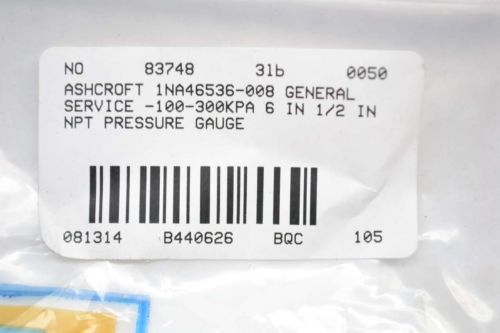 NO 83748 31b 0050
ASHCROFT 1NA46536-008 GENERAL
SERVICE -100-300KPA 6 IN 1/2 IN
NPT PRESSURE GAUGE
081314 B440626 BQC 105